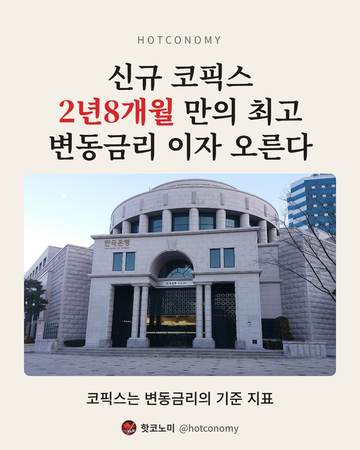 HOTCONOMY
신규 코픽스
2년8개월 만의 최고
변동금리 이자 오른다
한국은행
코픽스는 변동금리의 기준 지표
핫코노미 @hotconomy